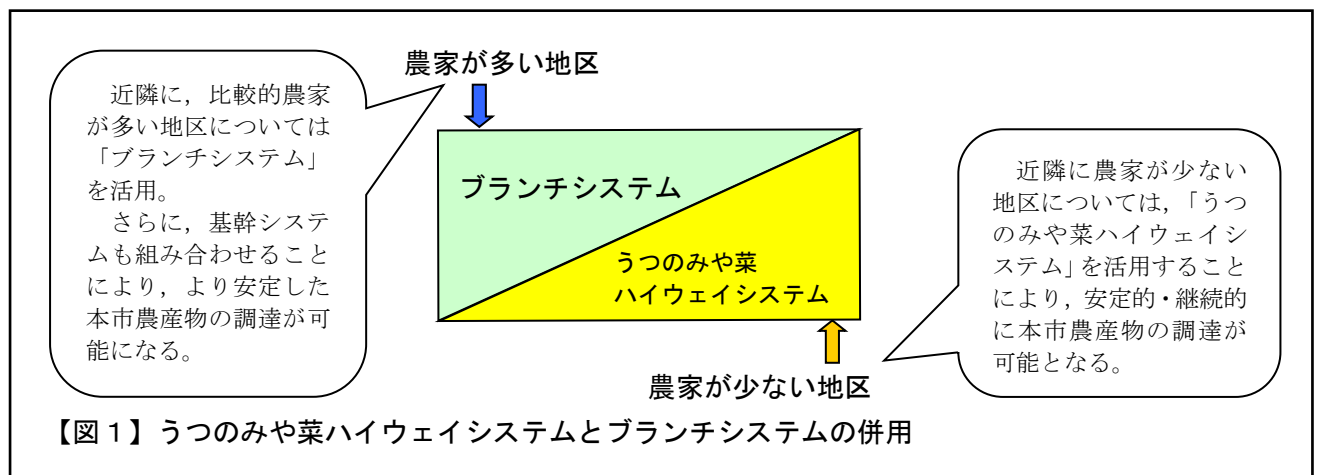 農家が多い地区
　近隣に，比較的農家
が多い地区については
「ブランチシステム」
を活用。
　さらに，基幹システ
ムも組み合わせること
により，より安定した
本市農産物の調達が可
能になる。
ブランチシステム
うつのみや菜
ハイウェイシステム
　近隣に農家が少ない
地区については，「うつ
のみや菜ハイウェイシ
ステム」を活用すること
により，安定的・継続的
に本市農産物の調達が
可能となる。
農家が少ない地区
【図１】うつのみや菜ハイウェイシステムとブランチシステムの併用